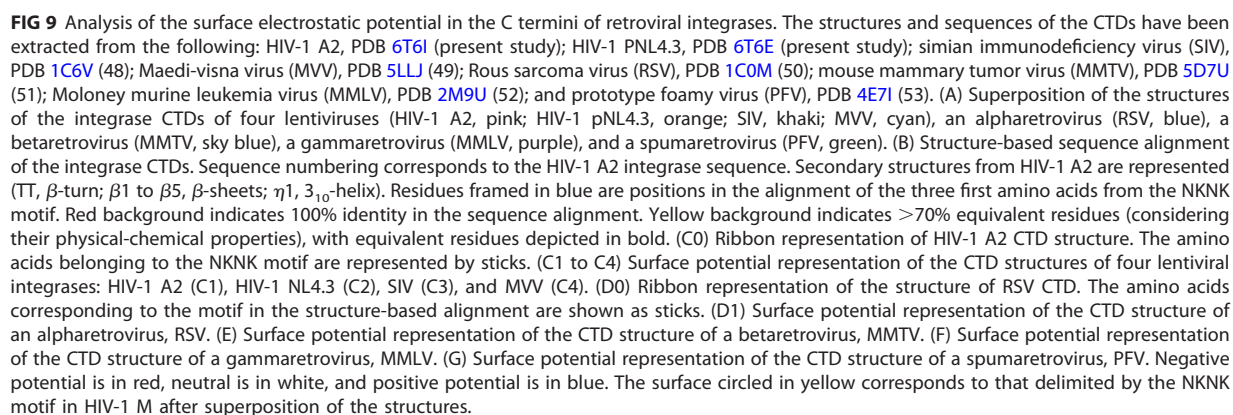 FIG 9 Analysis of the surface electrostatic potential in the C termini of retroviral integrases. The structures and sequences of the CTDs have been
extracted from the following: HIV-1 A2, PDB 6T6I (present study); HIV-1 PNL4.3, PDB 6T6E (present study); simian immunodeficiency virus (SIV),
PDB 1C6V (48); Maedi-visna virus (MVV), PDB 5LLJ (49); Rous sarcoma virus (RSV), PDB 1C0M (50); mouse mammary tumor virus (MMTV), PDB 5D7U
(51); Moloney murine leukemia virus (MMLV), PDB 2M9U (52); and prototype foamy virus (PFV), PDB 4E7I (53). (A) Superposition of the structures
of the integrase CTDs of four lentiviruses (HIV-1 A2, pink; HIV-1 pNL4.3, orange; SIV, khaki; MVV, cyan), an alpharetrovirus (RSV, blue), a
betaretrovirus (MMTV, sky blue), a gammaretrovirus (MMLV, purple), and a spumaretrovirus (PFV, green). (B) Structure-based sequence alignment
of the integrase CTDs. Sequence numbering corresponds to the HIV-1 A2 integrase sequence. Secondary structures from HIV-1 A2 are represented
(TT, β-turn; β1 to β5, β-sheets; η1, 3₁₀-helix). Residues framed in blue are positions in the alignment of the three first amino acids from the NKNK
motif. Red background indicates 100% identity in the sequence alignment. Yellow background indicates >70% equivalent residues (considering
their physical-chemical properties), with equivalent residues depicted in bold. (C0) Ribbon representation of HIV-1 A2 CTD structure. The amino
acids belonging to the NKNK motif are represented by sticks. (C1 to C4) Surface potential representation of the CTD structures of four lentiviral
integrases: HIV-1 A2 (C1), HIV-1 NL4.3 (C2), SIV (C3), and MVV (C4). (D0) Ribbon representation of the structure of RSV CTD. The amino acids
corresponding to the motif in the structure-based alignment are shown as sticks. (D1) Surface potential representation of the CTD structure of
an alpharetrovirus, RSV. (E) Surface potential representation of the CTD structure of a betaretrovirus, MMTV. (F) Surface potential representation
of the CTD structure of a gammaretrovirus, MMLV. (G) Surface potential representation of the CTD structure of a spumaretrovirus, PFV. Negative
potential is in red, neutral is in white, and positive potential is in blue. The surface circled in yellow corresponds to that delimited by the NKNK
motif in HIV-1 M after superposition of the structures.